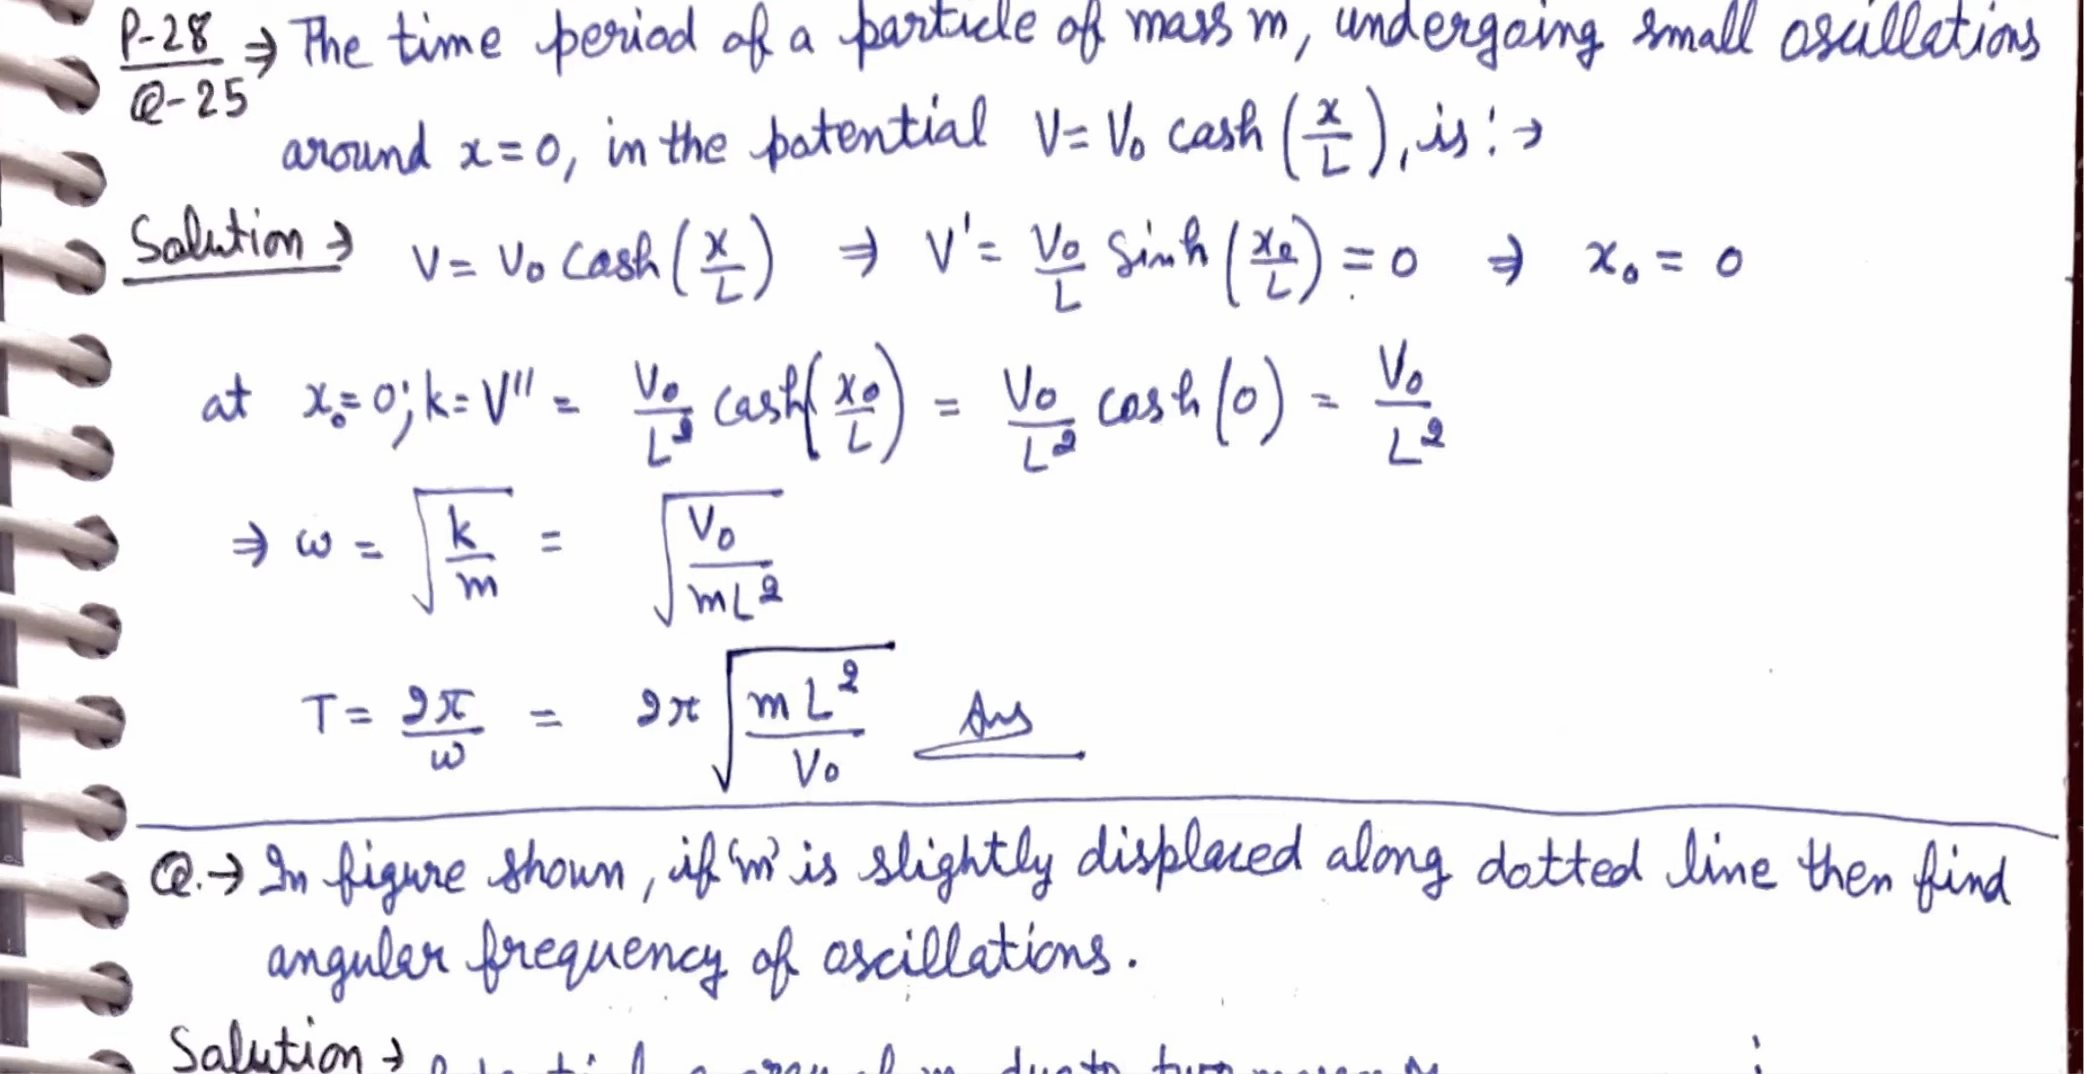 P-28 ⇒ The time period of a particle of mass m, undergoing small oscillations
Q-25
around x=0, in the potential V= V₀ cosh (x/L), is :→
Solution → V= V₀ cosh (x/L) ⇒ V'= V₀/L Sinh (x₀/L) = 0 ⇒ x₀ = 0
at x₀=0; k= V'' = V₀/L² cosh(x₀/L) = V₀/L² cosh (0) = V₀/L²
⇒ ω = √(k/m) = √(V₀/mL²)
T= 2π/ω = 2π √(mL²/V₀) Ans
Q.→ In figure shown, if 'm' is slightly displaced along dotted line then find
angular frequency of oscillations.
Solution →